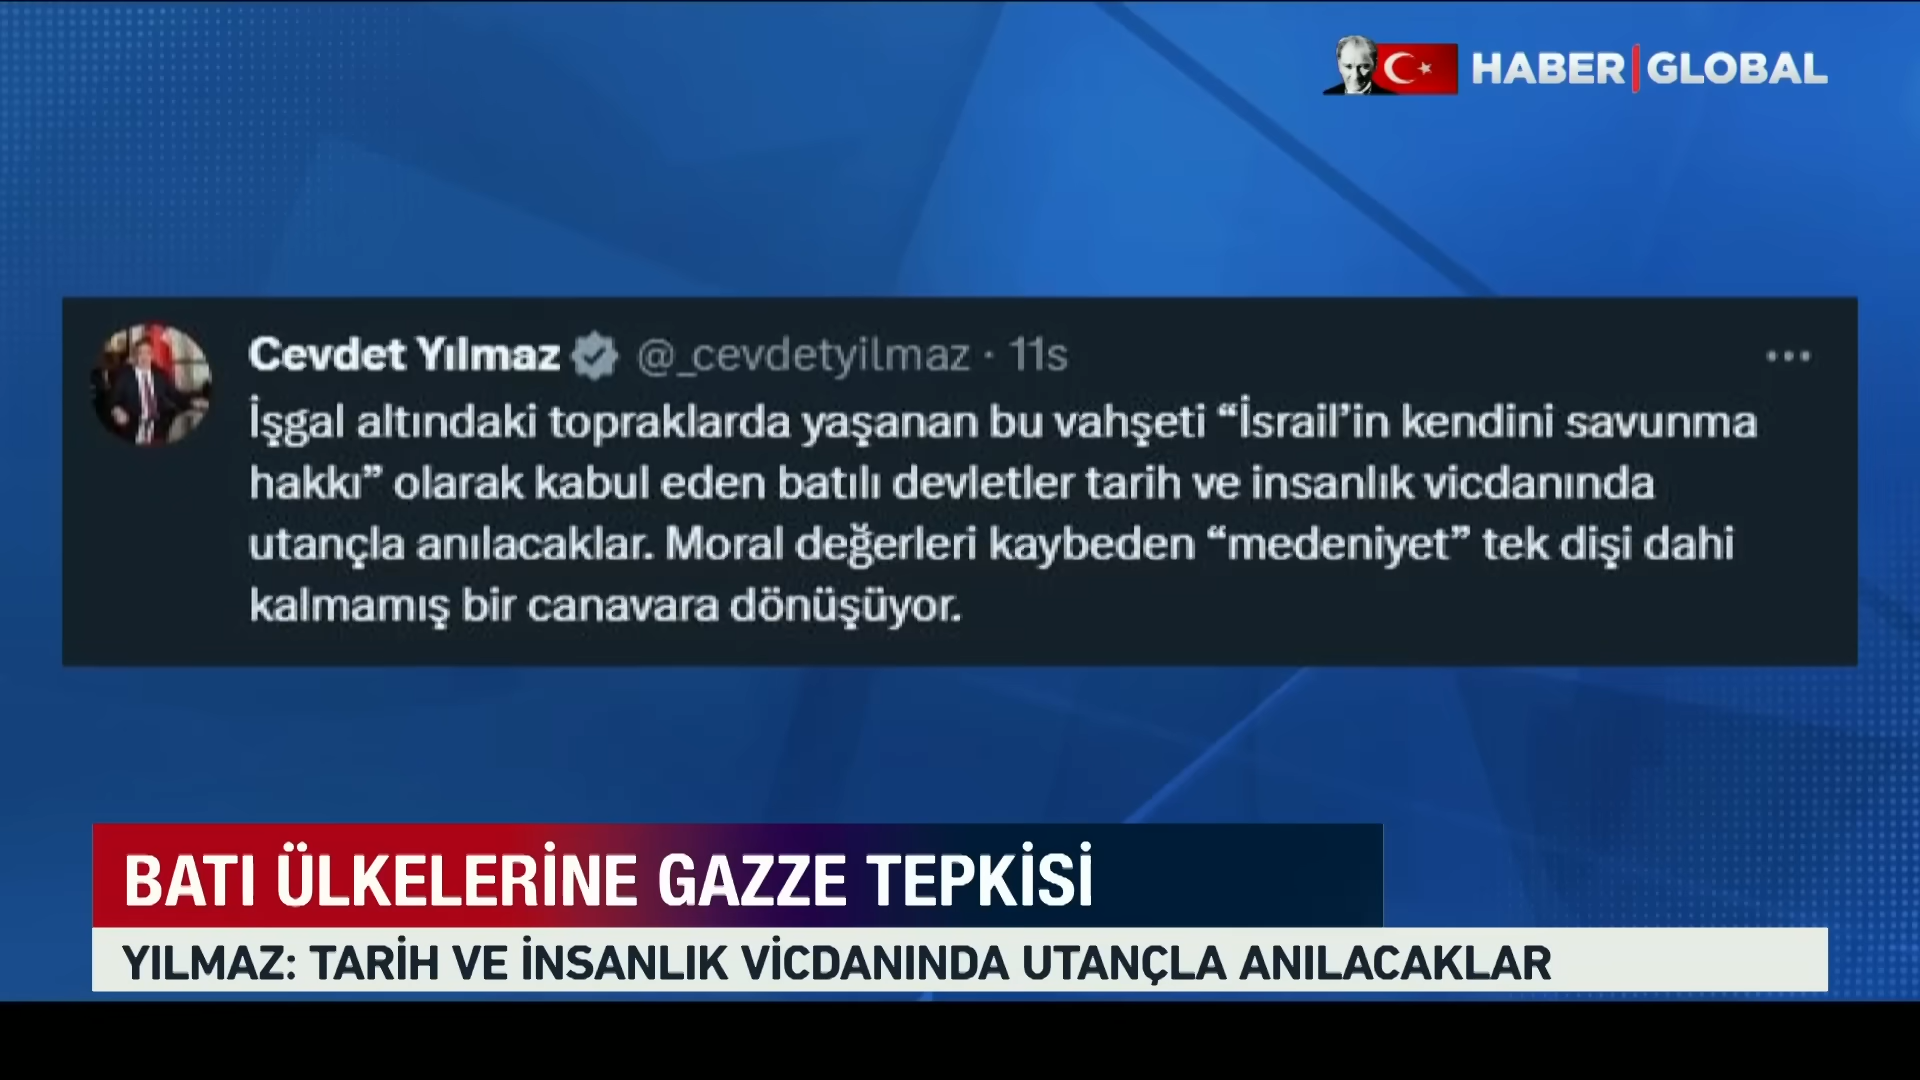 HABER GLOBAL
Cevdet Yılmaz @_cevdetyilmaz · 11s
İşgal altındaki topraklarda yaşanan bu vahşeti “İsrail’in kendini savunma
hakkı” olarak kabul eden batılı devletler tarih ve insanlık vicdanında
utançla anılacaklar. Moral değerleri kaybeden “medeniyet” tek dişi dahi
kalmamış bir canavara dönüşüyor.
BATI ÜLKELERİNE GAZZE TEPKİSİ
YILMAZ: TARİH VE İNSANLIK VİCDANINDA UTANÇLA ANILACAKLAR